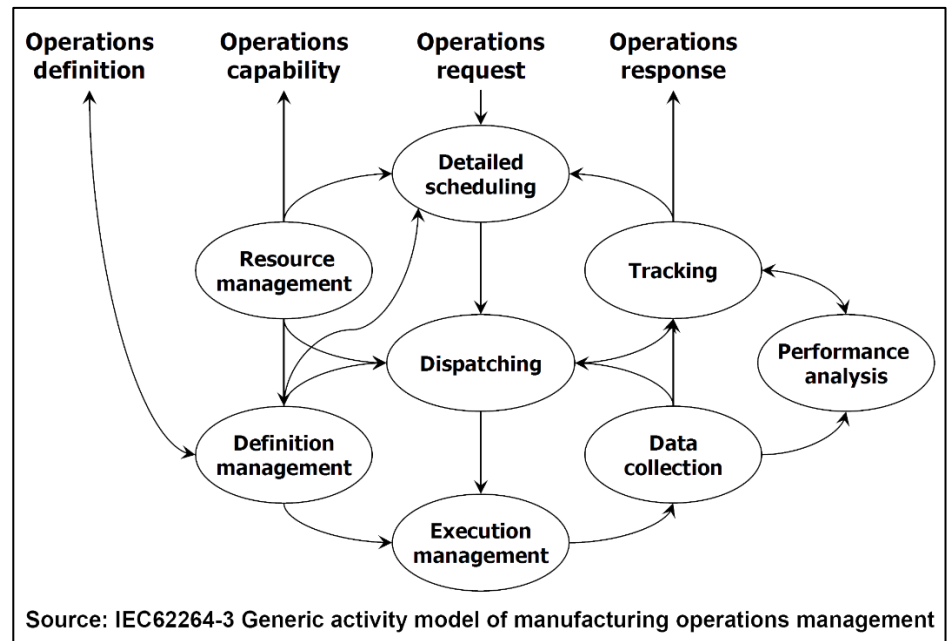 Operations
definition
Operations
capability
Operations
request
Operations
response
Detailed
scheduling
Resource
management
Tracking
Dispatching
Performance
analysis
Definition
management
Data
collection
Execution
management
Source: IEC62264-3 Generic activity model of manufacturing operations management